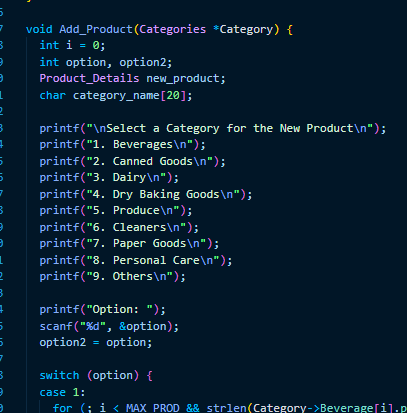 void Add_Product(Categories *Category) {
int i = 0;
int option, option2;
Product_Details new_product;
char category_name[20];
printf("\nSelect a Category for the New Product\n");
printf("1. Beverages\n");
printf("2. Canned Goods\n");
printf("3. Dairy\n");
printf("4. Dry Baking Goods\n");
printf("5. Produce\n");
printf("6. Cleaners\n");
printf("7. Paper Goods\n");
printf("8. Personal Care\n");
printf("9. Others\n");
printf("Option: ");
scanf("%d", &option);
option2 = option;
switch (option) {
case 1:
for (; i < MAX_PROD && strlen(Category->Beverage[i].p